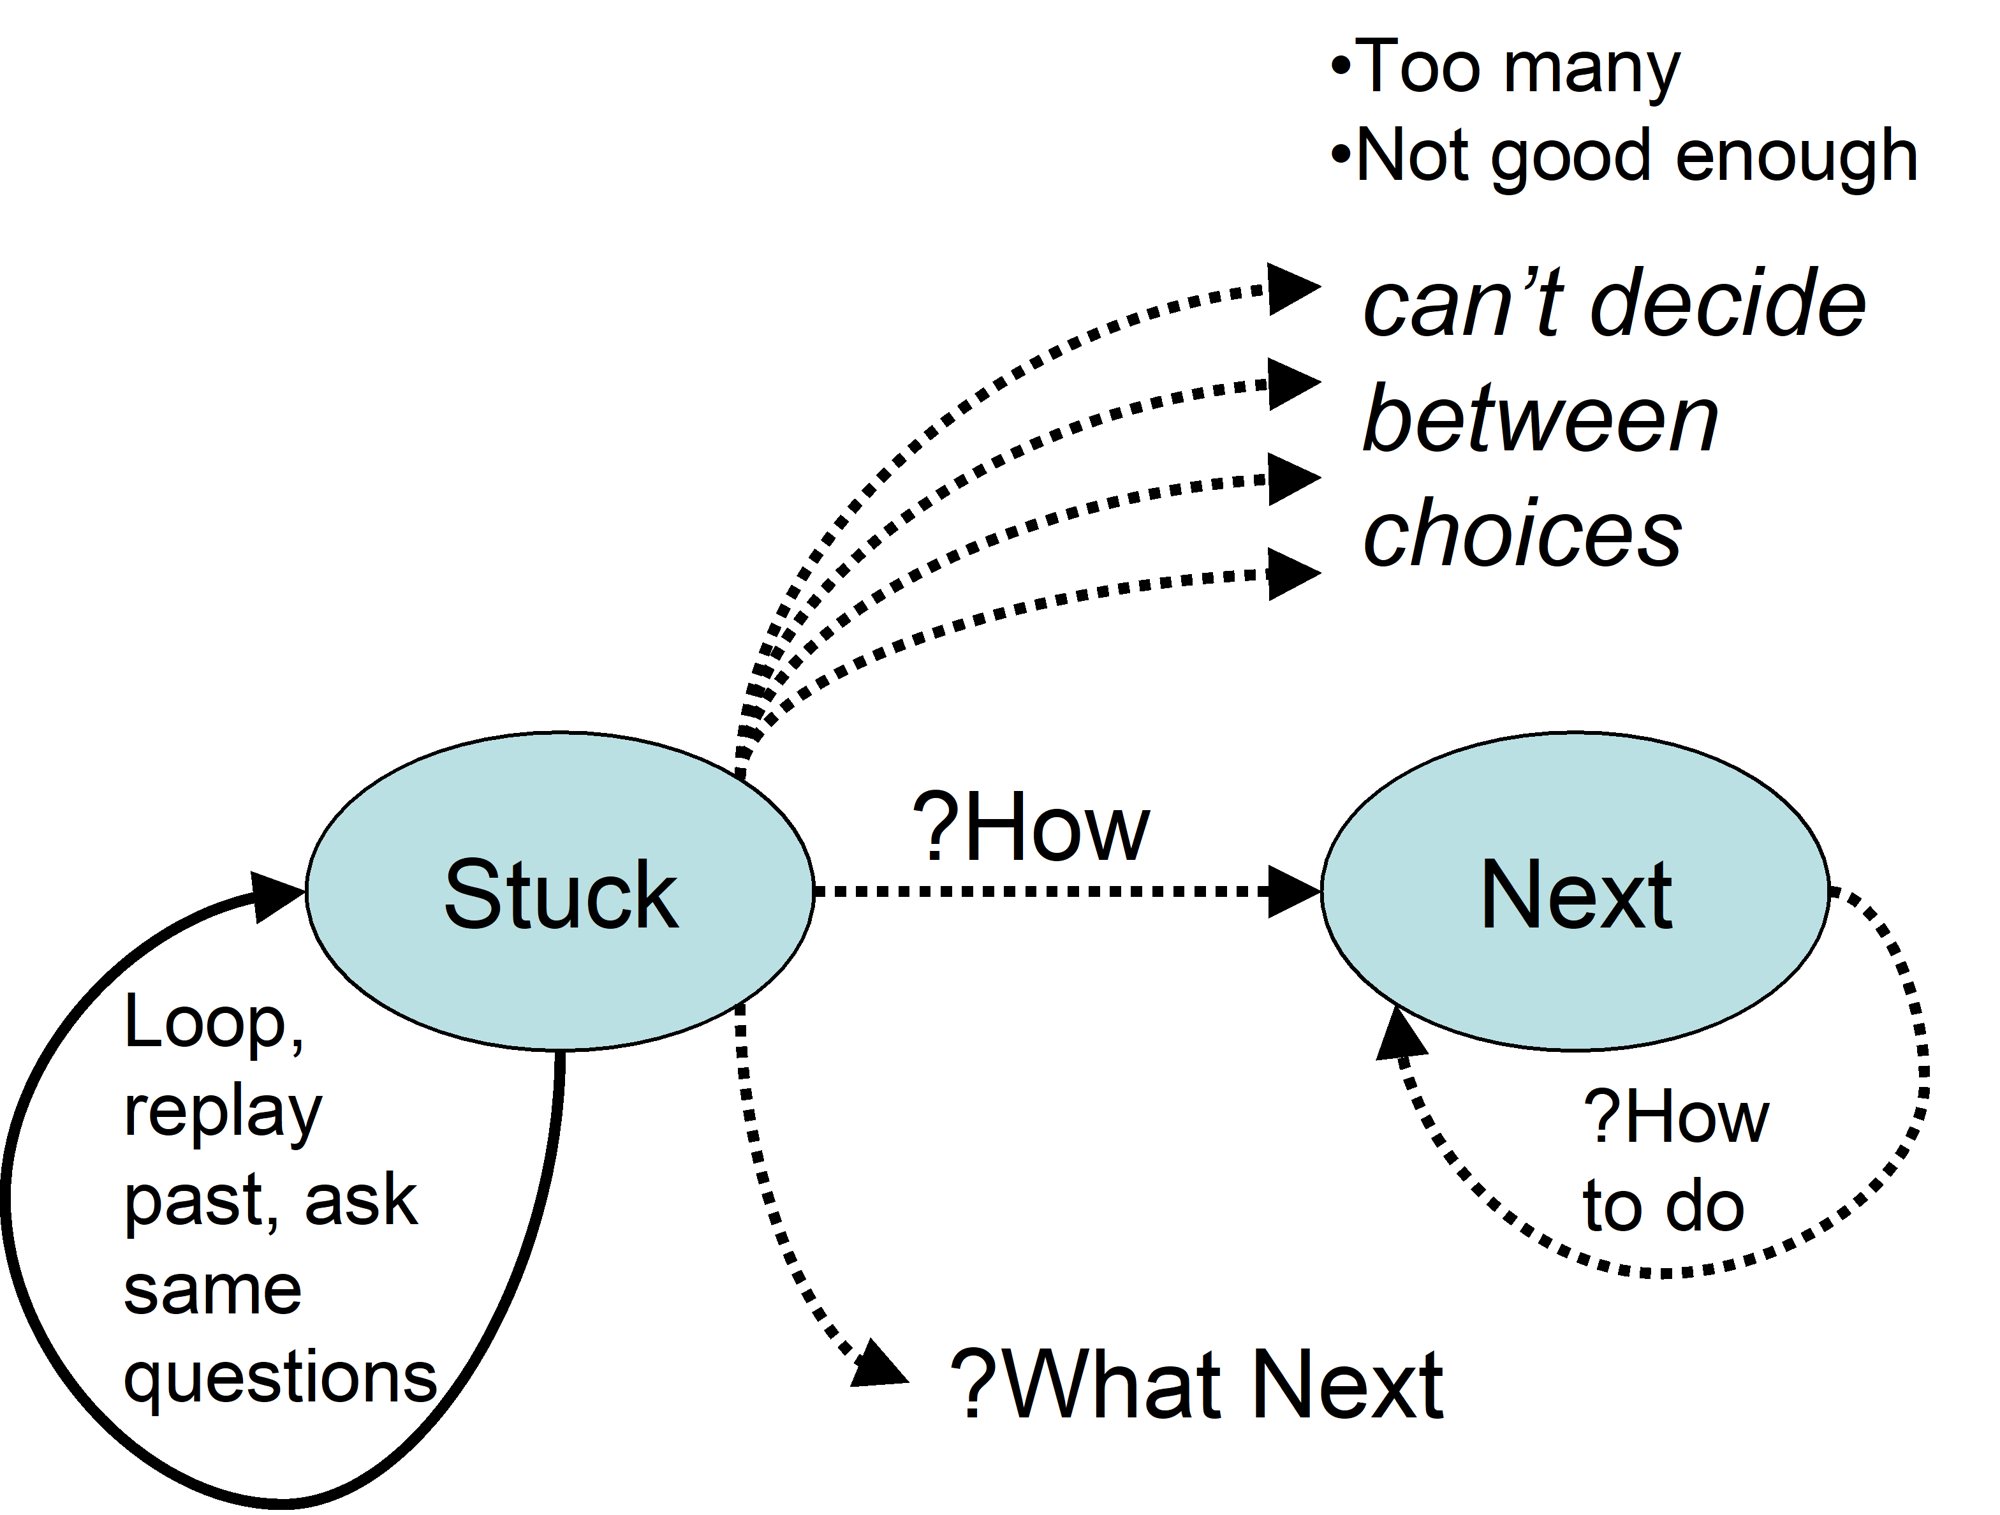 •Too many
•Not good enough
can’t decide
between
choices
?How
Stuck
Next
Loop,
replay
past, ask
same
questions
?How
to do
?What Next